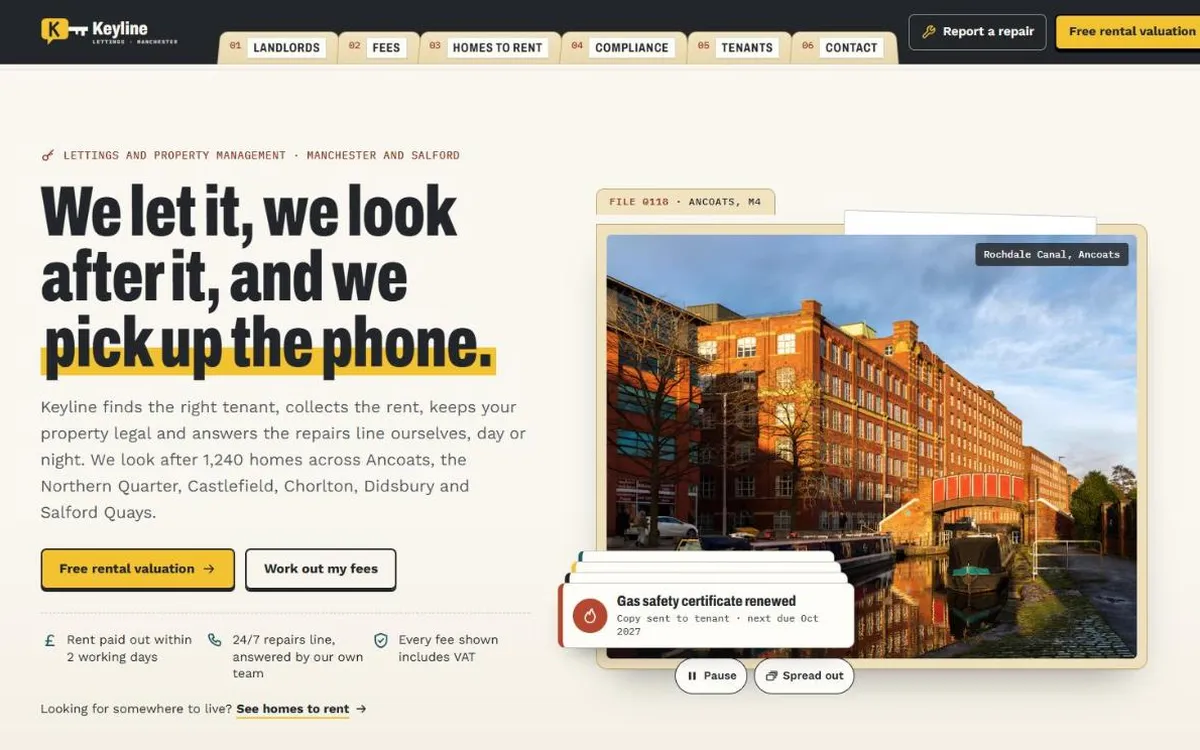 K Keyline
LETTINGS · MANCHESTER
01 LANDLORDS
02 FEES
03 HOMES TO RENT
04 COMPLIANCE
05 TENANTS
06 CONTACT
Report a repair
Free rental valuation
LETTINGS AND PROPERTY MANAGEMENT · MANCHESTER AND SALFORD
We let it, we look
after it, and we
pick up the phone.
Keyline finds the right tenant, collects the rent, keeps your
property legal and answers the repairs line ourselves, day or
night. We look after 1,240 homes across Ancoats, the
Northern Quarter, Castlefield, Chorlton, Didsbury and
Salford Quays.
Free rental valuation →
Work out my fees
£ Rent paid out within
2 working days
24/7 repairs line,
answered by our own
team
Every fee shown
includes VAT
Looking for somewhere to live? See homes to rent →
FILE 0118 · ANCOATS, M4
Rochdale Canal, Ancoats
Gas safety certificate renewed
Copy sent to tenant · next due Oct
2027
Pause
Spread out